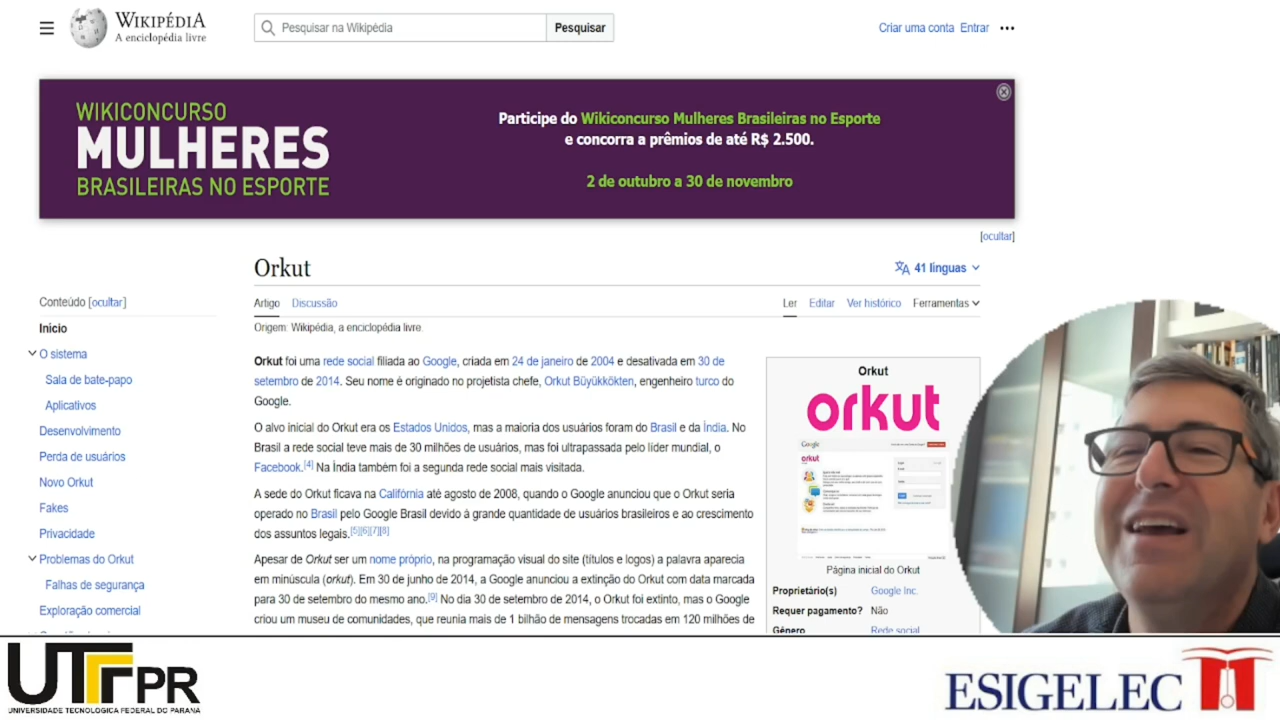 WIKIPÉDIA
A enciclopédia livre
Pesquisar na Wikipédia
Pesquisar
Criar uma conta Entrar
WIKICONCURSO
MULHERES
BRASILEIRAS NO ESPORTE
Participe do Wikiconcurso Mulheres Brasileiras no Esporte
e concorra a prêmios de até R$ 2.500.
2 de outubro a 30 de novembro
[ocultar]
Orkut
41 línguas
Artigo Discussão
Ler Editar Ver histórico Ferramentas
Origem: Wikipédia, a enciclopédia livre.
Conteúdo [ocultar]
Início
O sistema
Sala de bate-papo
Aplicativos
Desenvolvimento
Perda de usuários
Novo Orkut
Fakes
Privacidade
Problemas do Orkut
Falhas de segurança
Exploração comercial
Orkut foi uma rede social filiada ao Google, criada em 24 de janeiro de 2004 e desativada em 30 de
setembro de 2014. Seu nome é originado no projetista chefe, Orkut Büyükkökten, engenheiro turco do
Google.
O alvo inicial do Orkut era os Estados Unidos, mas a maioria dos usuários foram do Brasil e da Índia. No
Brasil a rede social teve mais de 30 milhões de usuários, mas foi ultrapassada pelo líder mundial, o
Facebook.[4] Na Índia também foi a segunda rede social mais visitada.
A sede do Orkut ficava na Califórnia até agosto de 2008, quando o Google anunciou que o Orkut seria
operado no Brasil pelo Google Brasil devido à grande quantidade de usuários brasileiros e ao crescimento
dos assuntos legais.[5][6][7][8]
Apesar de Orkut ser um nome próprio, na programação visual do site (títulos e logos) a palavra aparecia
em minúscula (orkut). Em 30 de junho de 2014, a Google anunciou a extinção do Orkut com data marcada
para 30 de setembro do mesmo ano.[9] No dia 30 de setembro de 2014, o Orkut foi extinto, mas o Google
criou um museu de comunidades, que reunia mais de 1 bilhão de mensagens trocadas em 120 milhões de
Orkut
orkut
Google
orkut
Página inicial do Orkut
Proprietário(s) Google Inc.
Requer pagamento? Não
Gênero Rede social
UTFPR
UNIVERSIDADE TECNOLÓGICA FEDERAL DO PARANÁ
ESIGELEC